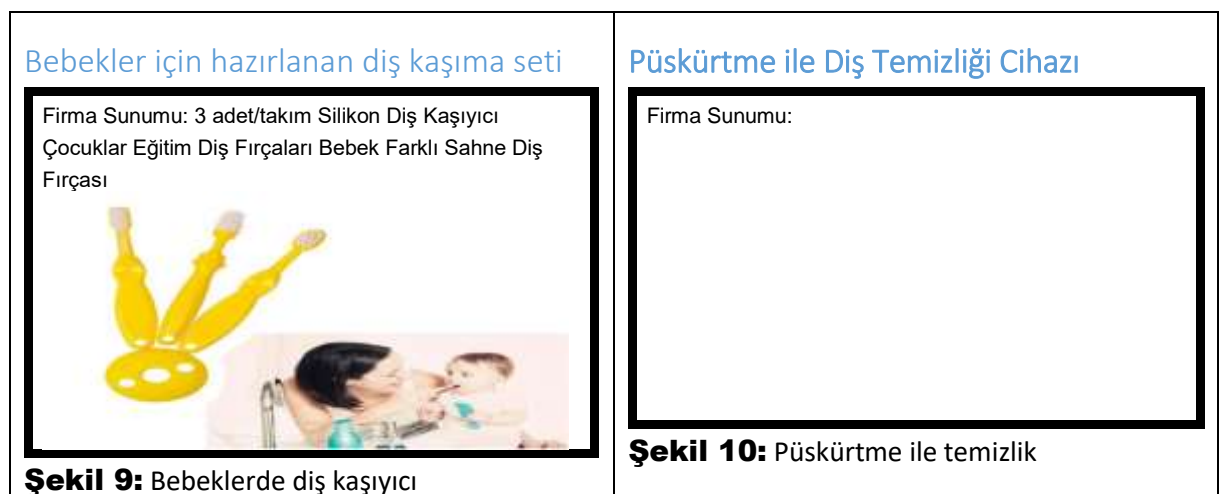 Bebekler için hazırlanan diş kaşıma seti
Firma Sunumu: 3 adet/takım Silikon Diş Kaşıyıcı
Çocuklar Eğitim Diş Fırçaları Bebek Farklı Sahne Diş
Fırçası
Şekil 9: Bebeklerde diş kaşıyıcı
Püskürtme ile Diş Temizliği Cihazı
Firma Sunumu:
Şekil 10: Püskürtme ile temizlik